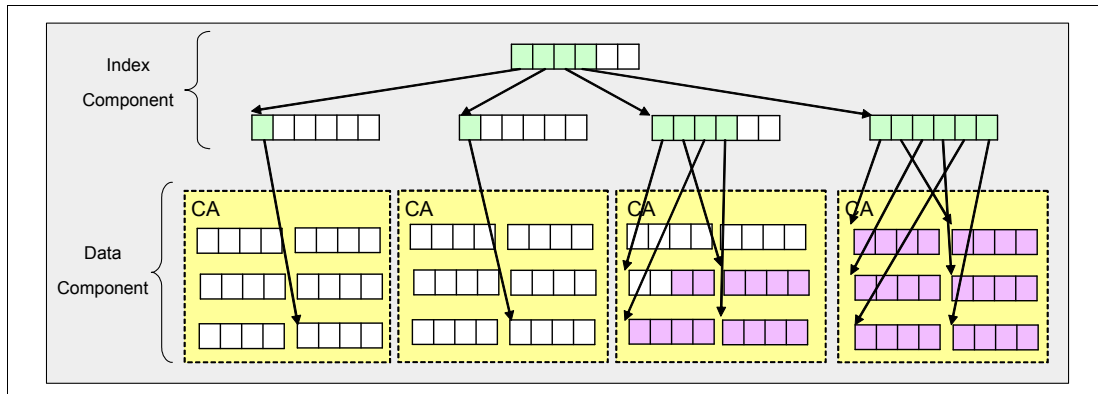 Index
Component
CA
CA
CA
CA
Data
Component